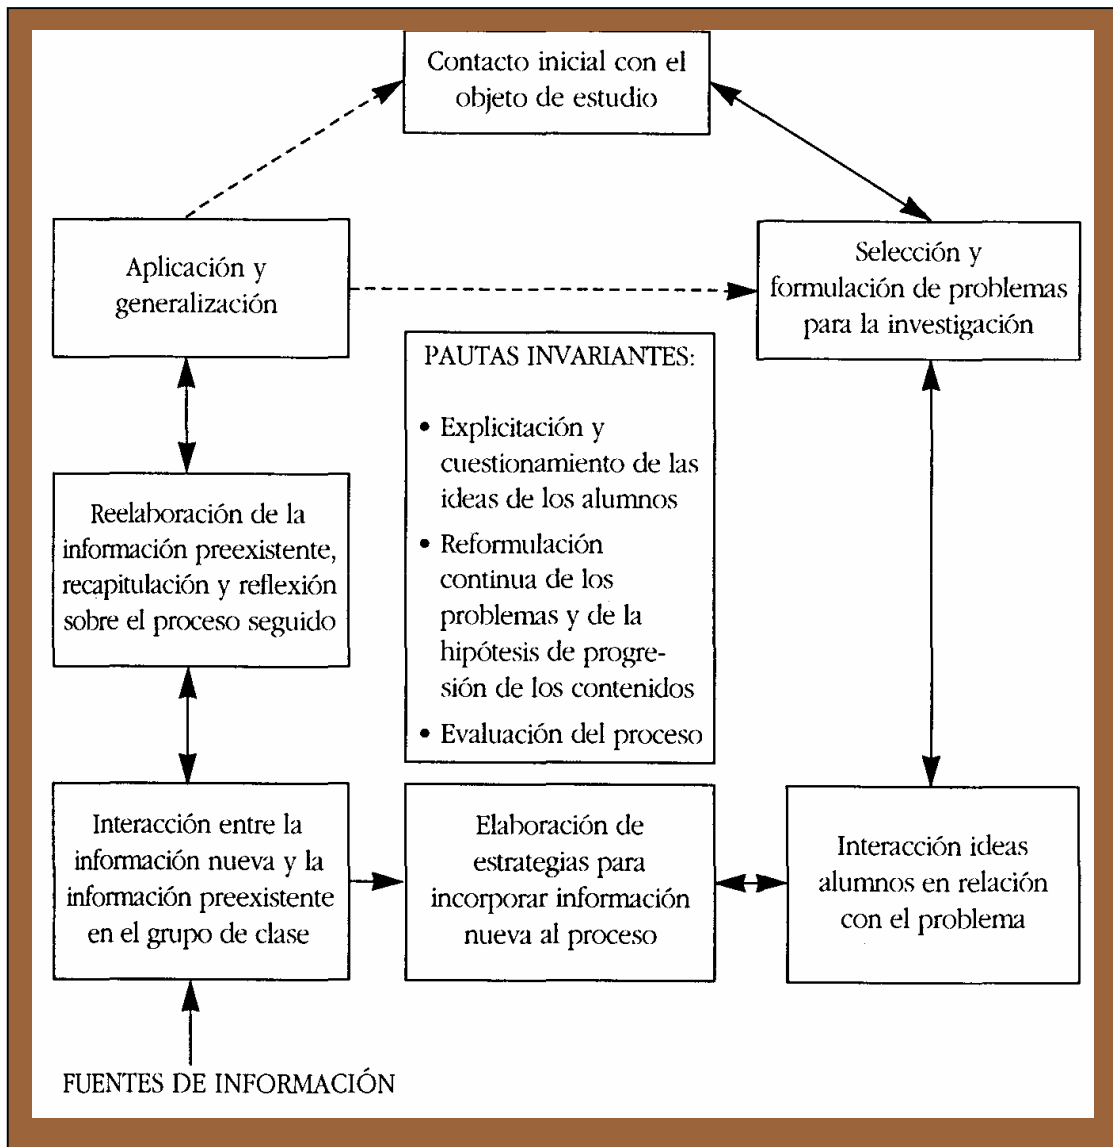 Contacto inicial con el
objeto de estudio
Aplicación y
generalización
Selección y
formulación de problemas
para la investigación
PAUTAS INVARIANTES:
• Explicitación y
cuestionamiento de las
ideas de los alumnos
• Reformulación
continua de los
problemas y de la
hipótesis de progre-
sión de los contenidos
• Evaluación del proceso
Reelaboración de la
información preexistente,
recapitulación y reflexión
sobre el proceso seguido
Interacción entre la
información nueva y la
información preexistente
en el grupo de clase
Elaboración de
estrategias para
incorporar información
nueva al proceso
Interacción ideas
alumnos en relación
con el problema
FUENTES DE INFORMACIÓN